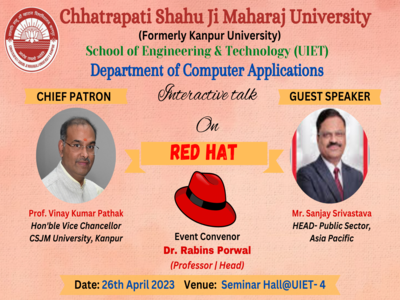 Chhatrapati Shahu Ji Maharaj University
(Formerly Kanpur University)
School of Engineering & Technology (UIET)
Department of Computer Applications
CHIEF PATRON
Interactive talk
GUEST SPEAKER
On
RED HAT
Prof. Vinay Kumar Pathak
Hon'ble Vice Chancellor
CSJM University, Kanpur
Mr. Sanjay Srivastava
HEAD- Public Sector,
Asia Pacific
Event Convenor
Dr. Rabins Porwal
(Professor | Head)
Date: 26th April 2023 Venue: Seminar Hall@UIET- 4